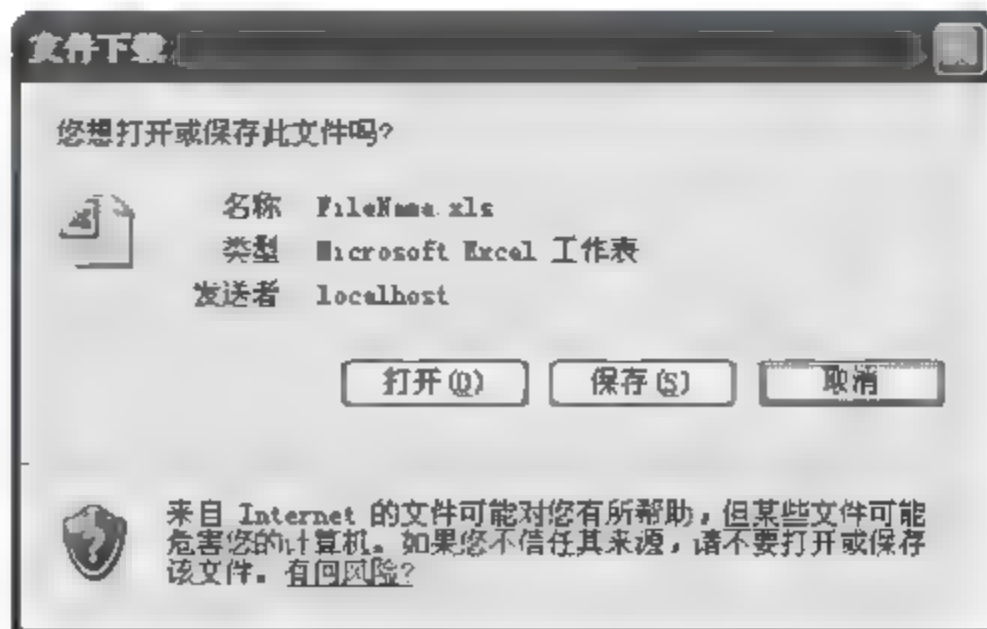 文件下载
您想打开或保存此文件吗?
名称 FileName.xls
类型 Microsoft Excel 工作表
发送者 localhost
打开(O) 保存(S) 取消
来自 Internet 的文件可能对您有所帮助，但某些文件可能
危害您的计算机。如果您不信任其来源，请不要打开或保存
该文件。有何风险?